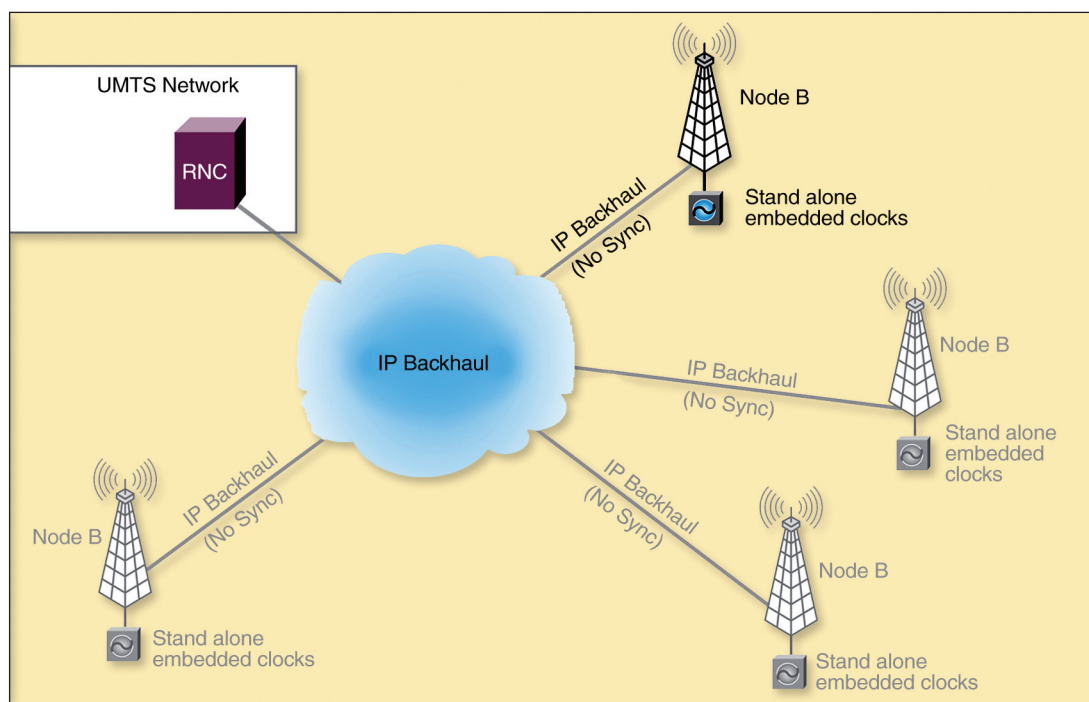 UMTS Network
RNC
Node B
Stand alone
embedded clocks
IP Backhaul
(No Sync)
IP Backhaul
Node B
IP Backhaul
(No Sync)
Stand alone
embedded
clocks
IP Backhaul
(No Sync)
Node B
Stand alone
embedded clocks
IP Backhaul
(No Sync)
Node B
Stand alone
embedded clocks